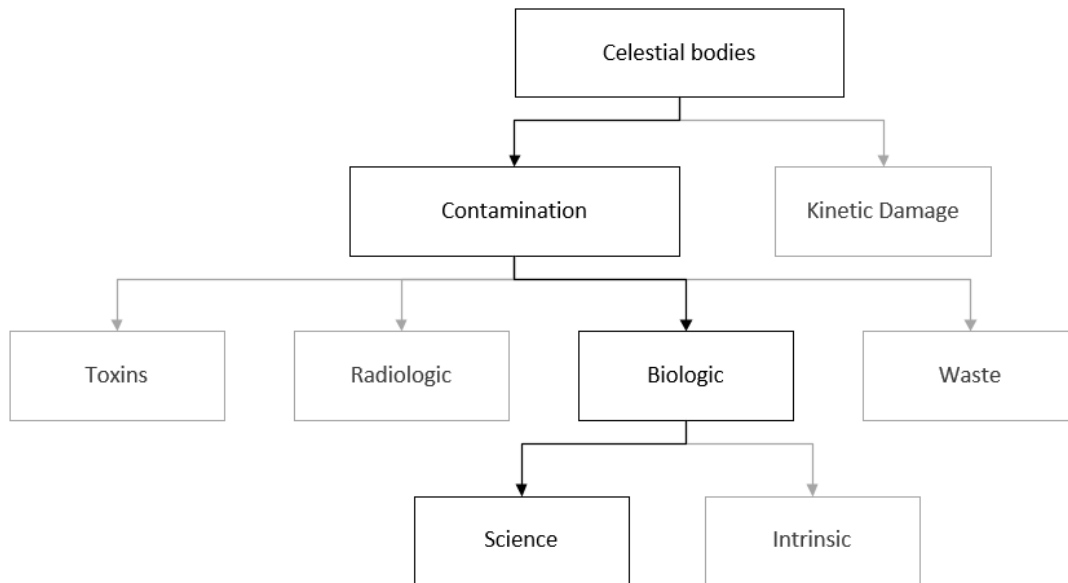 Celestial bodies
Contamination
Kinetic Damage
Toxins
Radiologic
Biologic
Waste
Science
Intrinsic